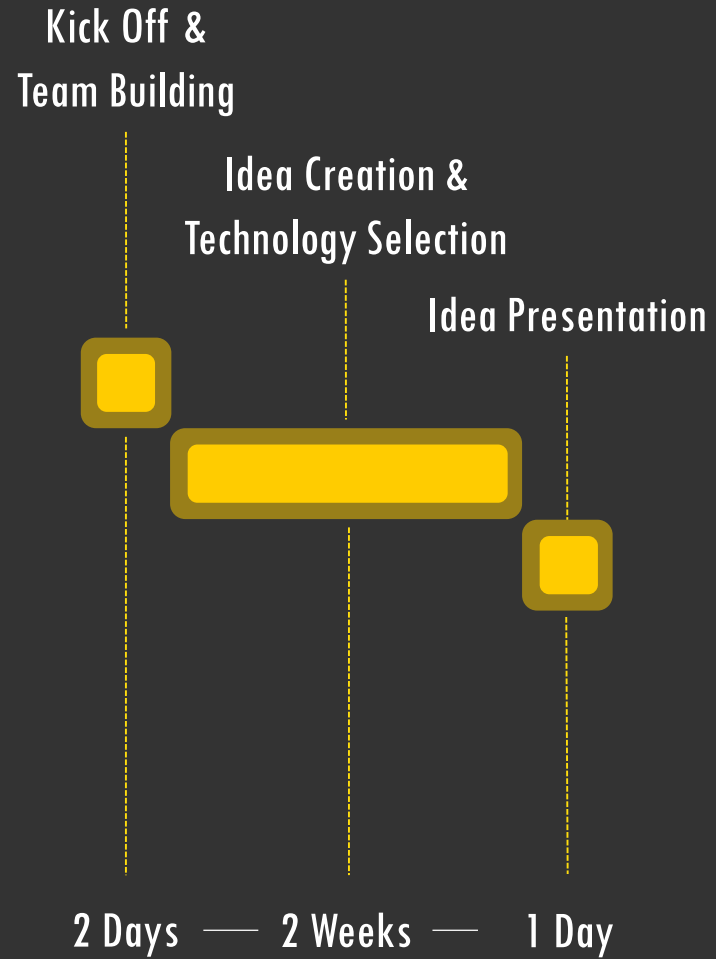 Kick Off &
Team Building
Idea Creation &
Technology Selection
Idea Presentation
2 Days — 2 Weeks — 1 Day